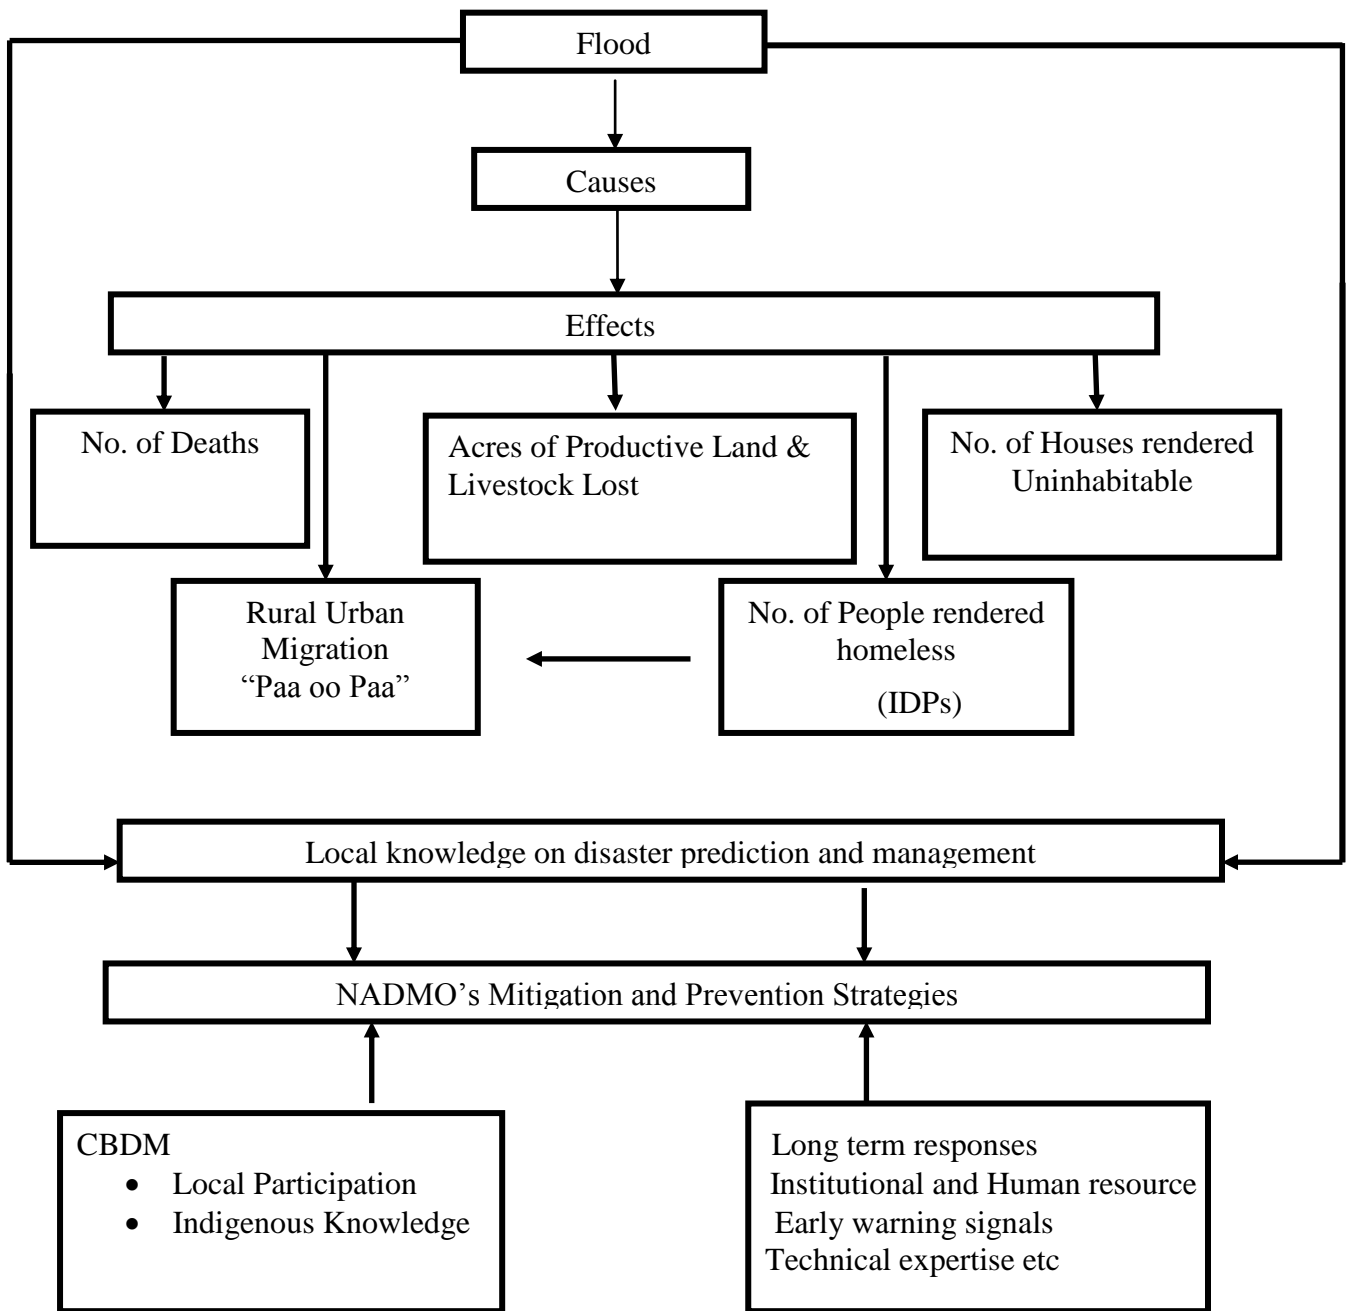 Flood
Causes
Effects
No. of Deaths
Acres of Productive Land &
Livestock Lost
No. of Houses rendered
Uninhabitable
Rural Urban
Migration
“Paa oo Paa”
No. of People rendered
homeless
(IDPs)
Local knowledge on disaster prediction and management
NADMO’s Mitigation and Prevention Strategies
CBDM
• Local Participation
• Indigenous Knowledge
Long term responses
Institutional and Human resource
Early warning signals
Technical expertise etc